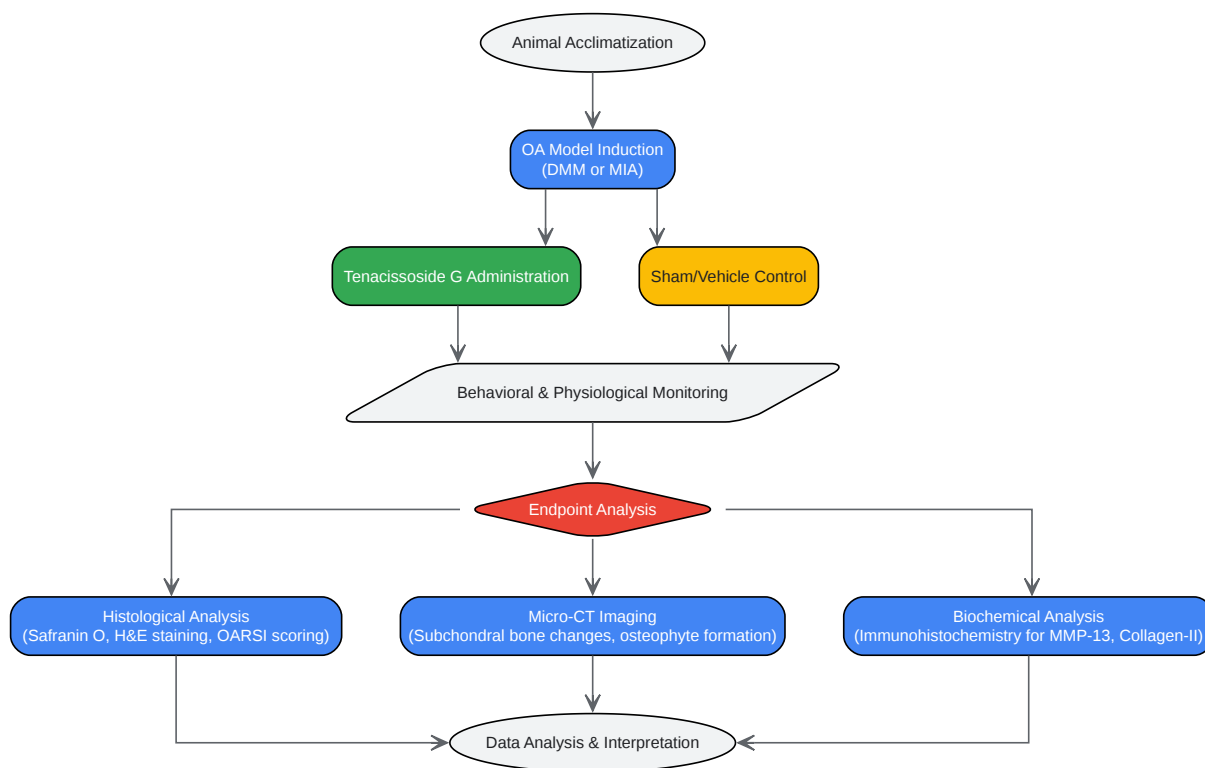 Animal Acclimatization
OA Model Induction
(DMM or MIA)
Tenacissoside G Administration
Sham/Vehicle Control
Behavioral & Physiological Monitoring
Endpoint Analysis
Histological Analysis
(Safranin O, H&E staining, OARSI scoring)
Micro-CT Imaging
(Subchondral bone changes, osteophyte formation)
Biochemical Analysis
(Immunohistochemistry for MMP-13, Collagen-II)
Data Analysis & Interpretation